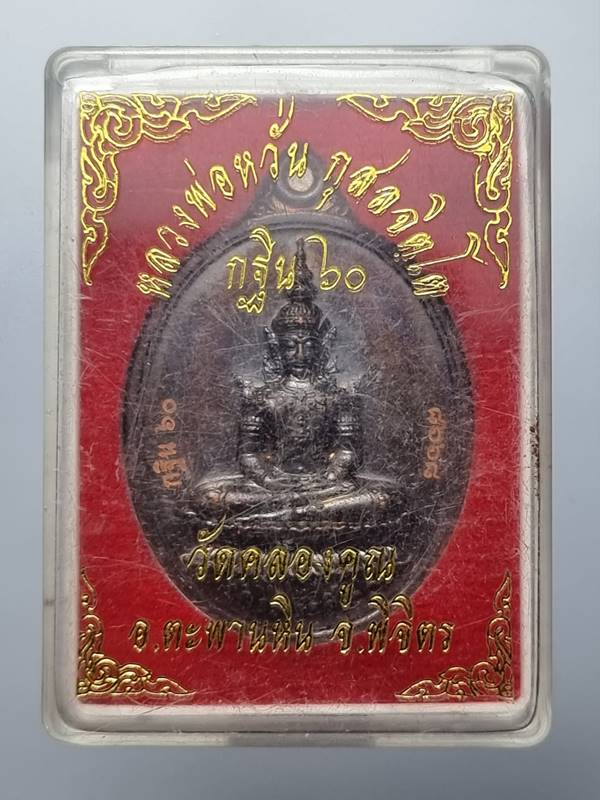 หลวงพ่อหวั่น กุสลจิตฺโต
กฐิน ๖๐
กฐิน ๖๐
วัดคลองคูณ
อ.ตะพานหิน จ.พิจิตร